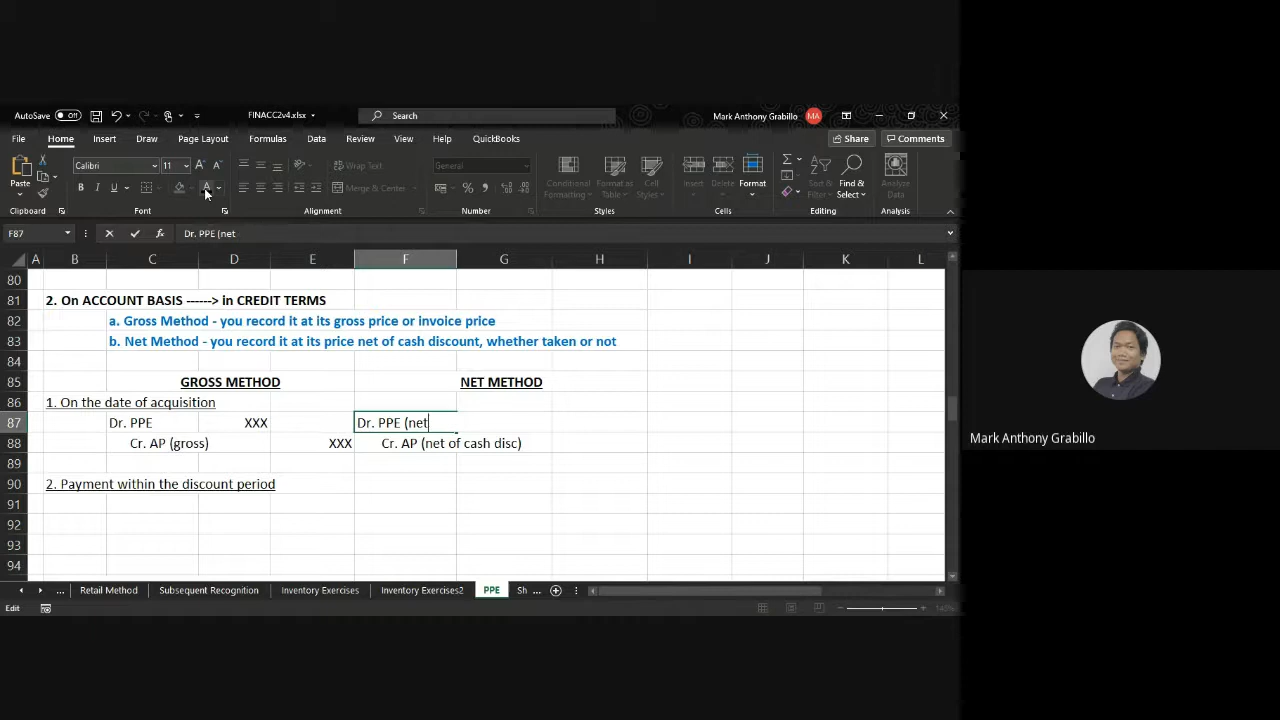 AutoSave Off FINACC2v4.xlsx Search Mark Anthony Grabillo MA
File Home Insert Draw Page Layout Formulas Data Review View Help QuickBooks Share Comments
Paste Calibri 11 Wrap Text General Conditional Formatting Format as Table Cell Styles Insert Delete Format Sort & Filter Find & Select Analyze Data
B I U A Merge & Center
Clipboard Font Alignment Number Styles Cells Editing Analysis
F87 fx Dr. PPE (net
A B C D E F G H I J K L
80
81 2. On ACCOUNT BASIS ------> in CREDIT TERMS
82 a. Gross Method - you record it at its gross price or invoice price
83 b. Net Method - you record it at its price net of cash discount, whether taken or not
84
85 GROSS METHOD NET METHOD
86 1. On the date of acquisition
87 Dr. PPE XXX Dr. PPE (net
88 Cr. AP (gross) XXX Cr. AP (net of cash disc)
89
90 2. Payment within the discount period
91
92
93
94
... Retail Method Subsequent Recognition Inventory Exercises Inventory Exercises2 PPE Sh ...
Edit
Mark Anthony Grabillo